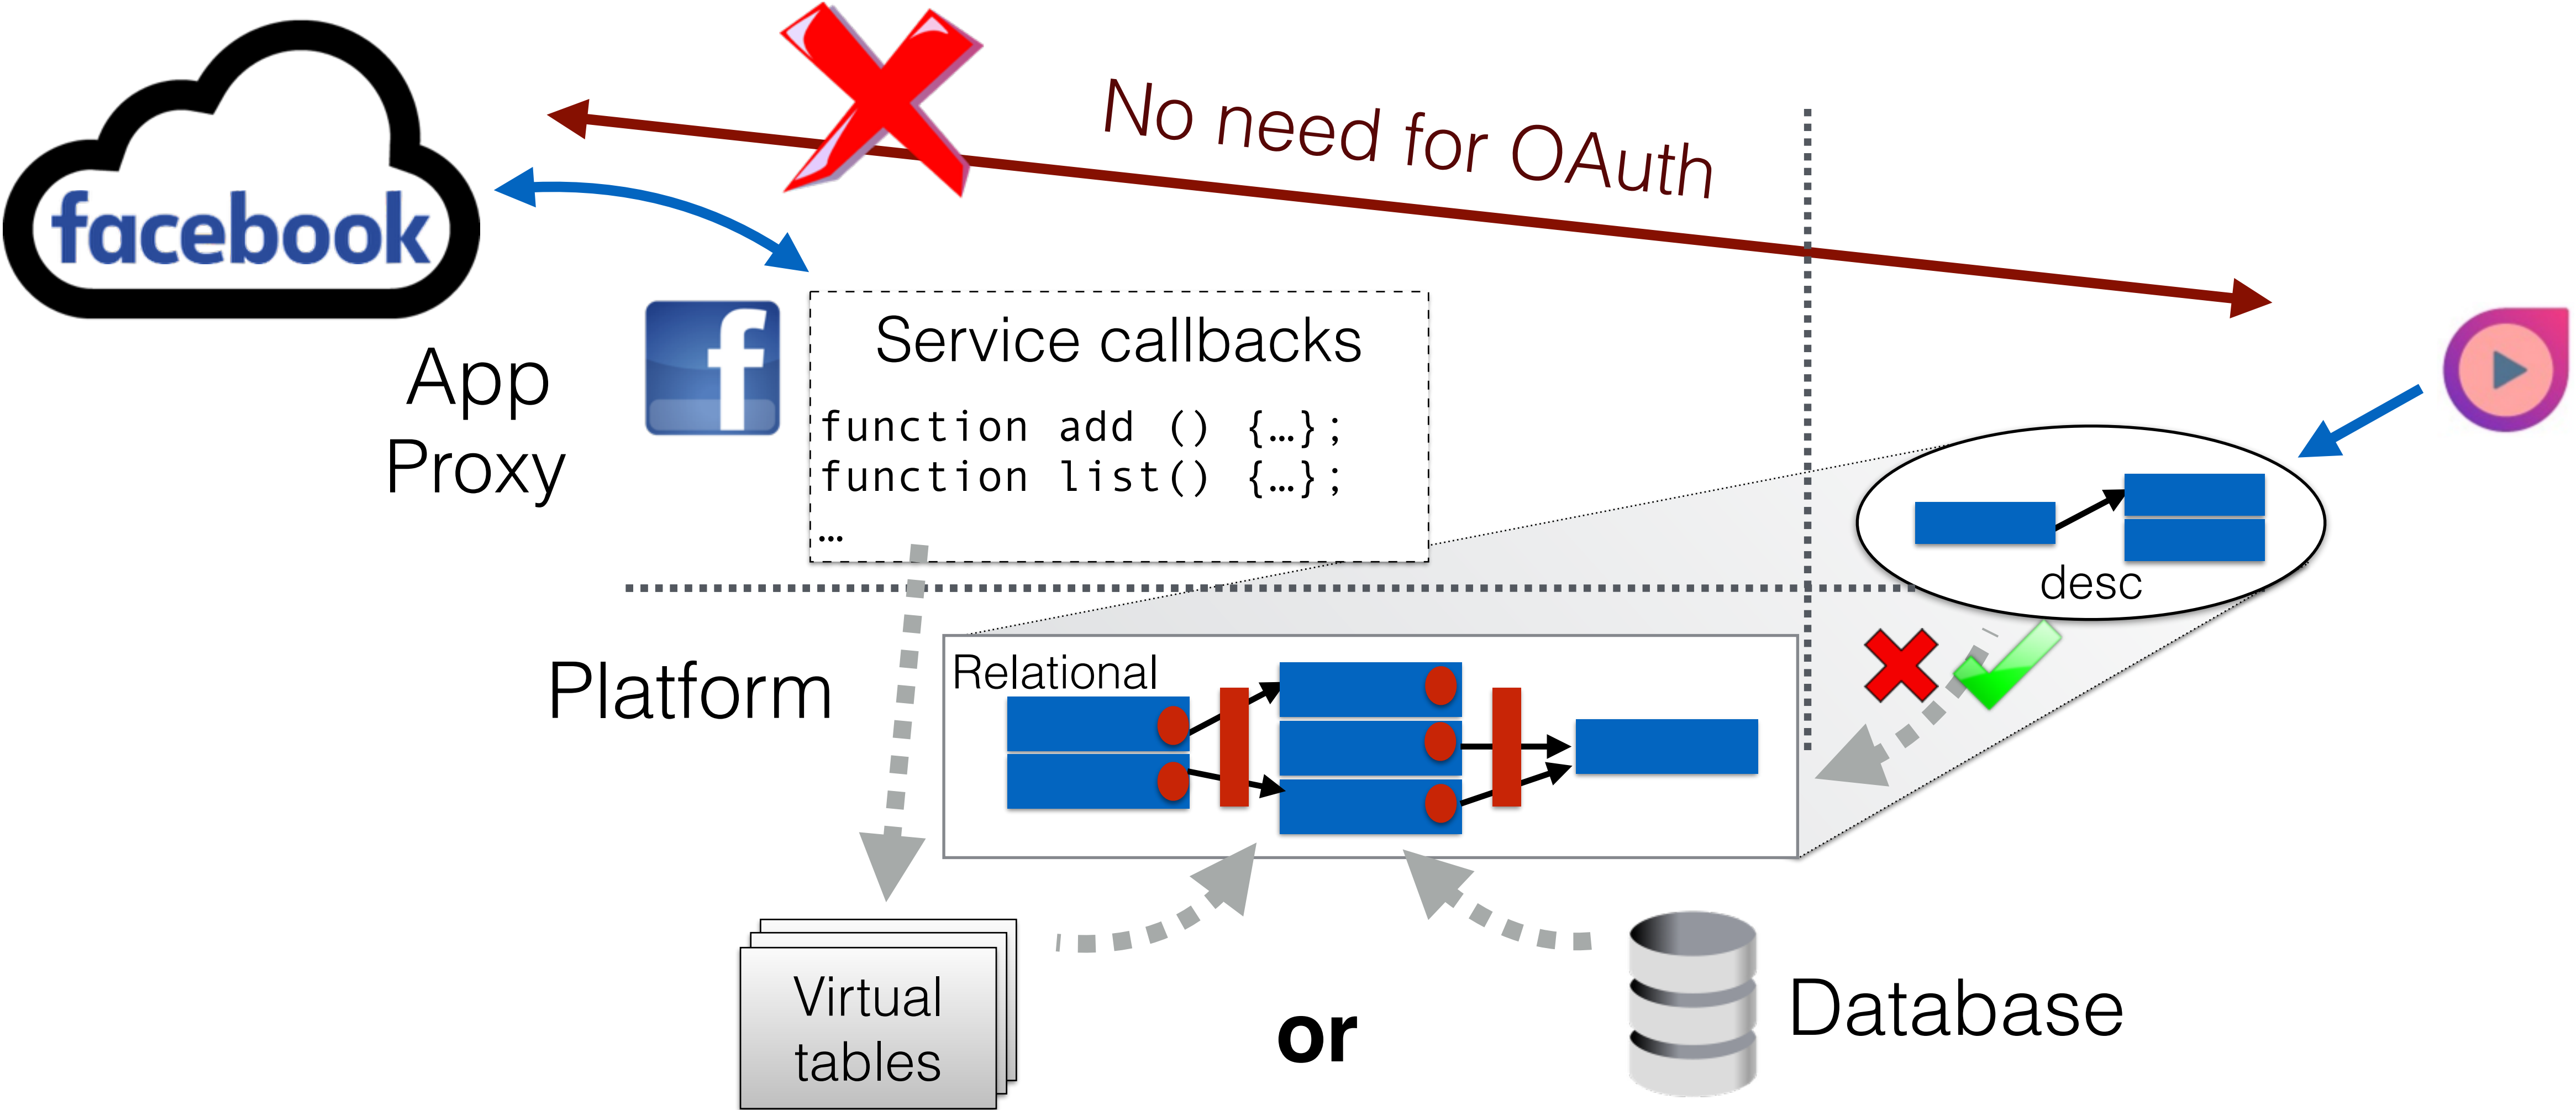 facebook
No need for OAuth
App
Proxy
f
Service callbacks
function add () {…};
function list() {…};
…
desc
Platform
Relational
Virtual
tables
or
Database